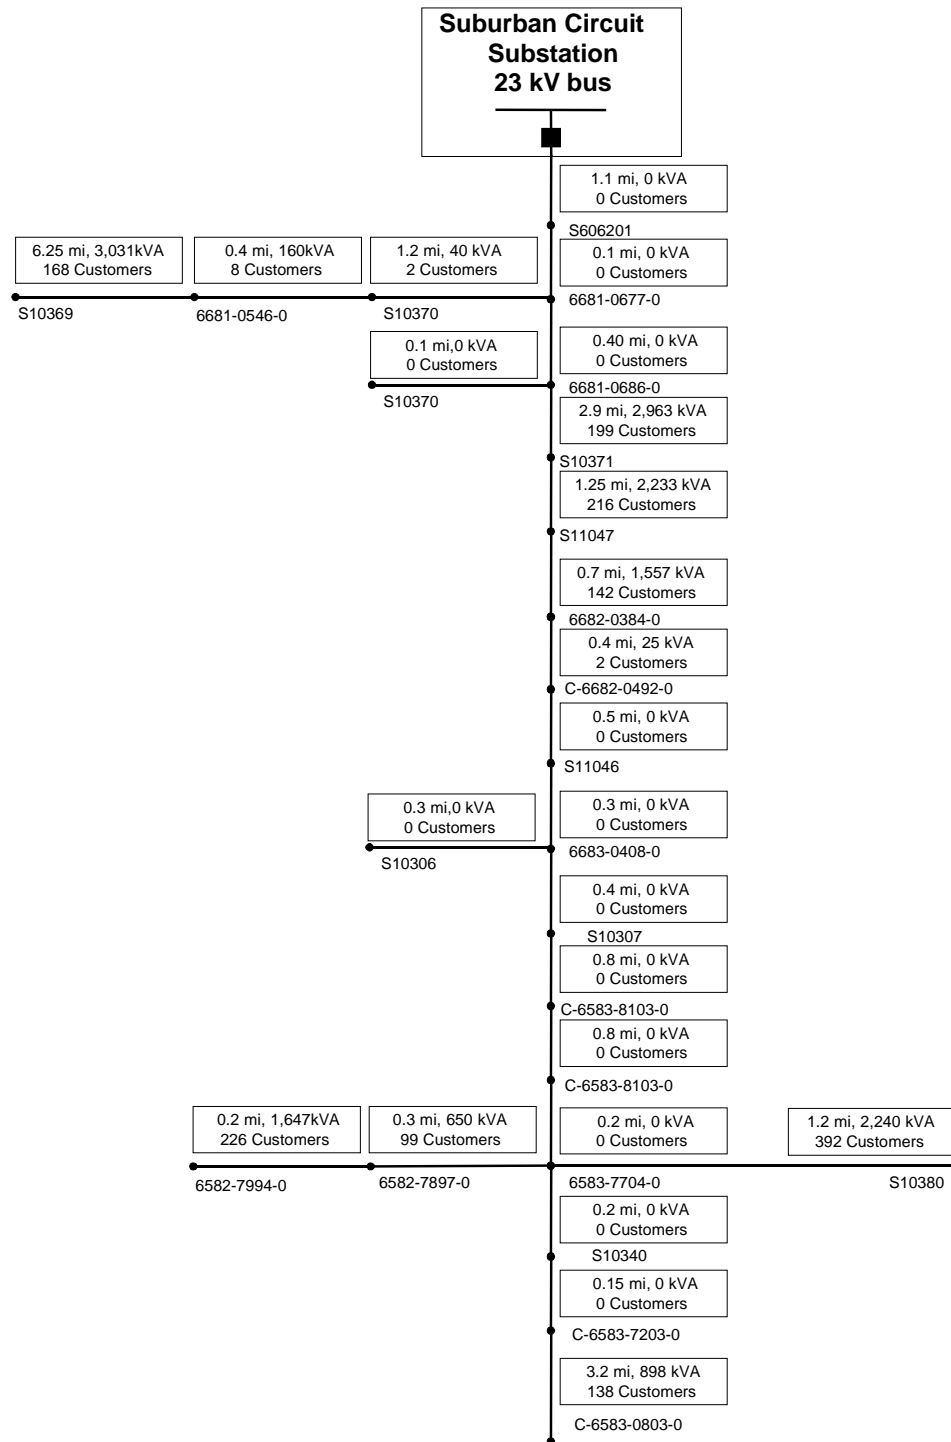 Suburban Circuit
Substation
23 kV bus
1.1 mi, 0 kVA
0 Customers
S606201
6.25 mi, 3,031kVA
168 Customers
0.4 mi, 160kVA
8 Customers
1.2 mi, 40 kVA
2 Customers
0.1 mi, 0 kVA
0 Customers
S10369
6681-0546-0
S10370
6681-0677-0
0.1 mi,0 kVA
0 Customers
0.40 mi, 0 kVA
0 Customers
S10370
6681-0686-0
2.9 mi, 2,963 kVA
199 Customers
S10371
1.25 mi, 2,233 kVA
216 Customers
S11047
0.7 mi, 1,557 kVA
142 Customers
6682-0384-0
0.4 mi, 25 kVA
2 Customers
C-6682-0492-0
0.5 mi, 0 kVA
0 Customers
S11046
0.3 mi,0 kVA
0 Customers
0.3 mi, 0 kVA
0 Customers
S10306
6683-0408-0
0.4 mi, 0 kVA
0 Customers
S10307
0.8 mi, 0 kVA
0 Customers
C-6583-8103-0
0.8 mi, 0 kVA
0 Customers
C-6583-8103-0
0.2 mi, 1,647kVA
226 Customers
0.3 mi, 650 kVA
99 Customers
0.2 mi, 0 kVA
0 Customers
1.2 mi, 2,240 kVA
392 Customers
6582-7994-0
6582-7897-0
6583-7704-0
S10380
0.2 mi, 0 kVA
0 Customers
S10340
0.15 mi, 0 kVA
0 Customers
C-6583-7203-0
3.2 mi, 898 kVA
138 Customers
C-6583-0803-0